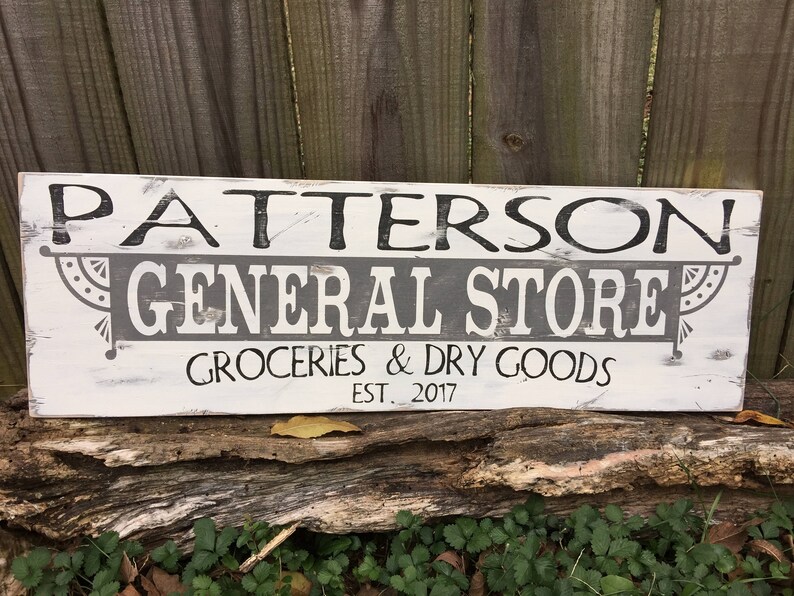 PATTERSON
GENERAL STORE
GROCERIES & DRY GOODS
EST. 2017